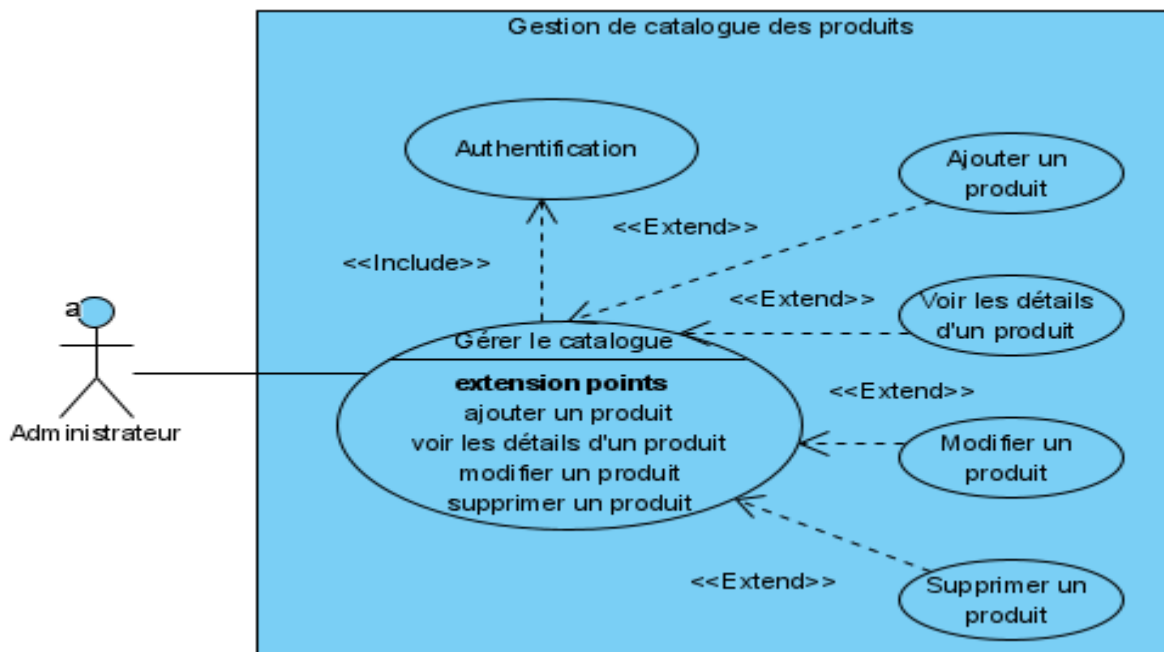 Gestion de catalogue des produits
Authentification
Ajouter un
produit
<<Extend>>
<<Include>>
<<Extend>>
Voir les détails
d'un produit
a
Gérer le catalogue
extension points
ajouter un produit
voir les détails d'un produit
modifier un produit
supprimer un produit
<<Extend>>
Administrateur
Modifier un
produit
<<Extend>>
Supprimer un
produit